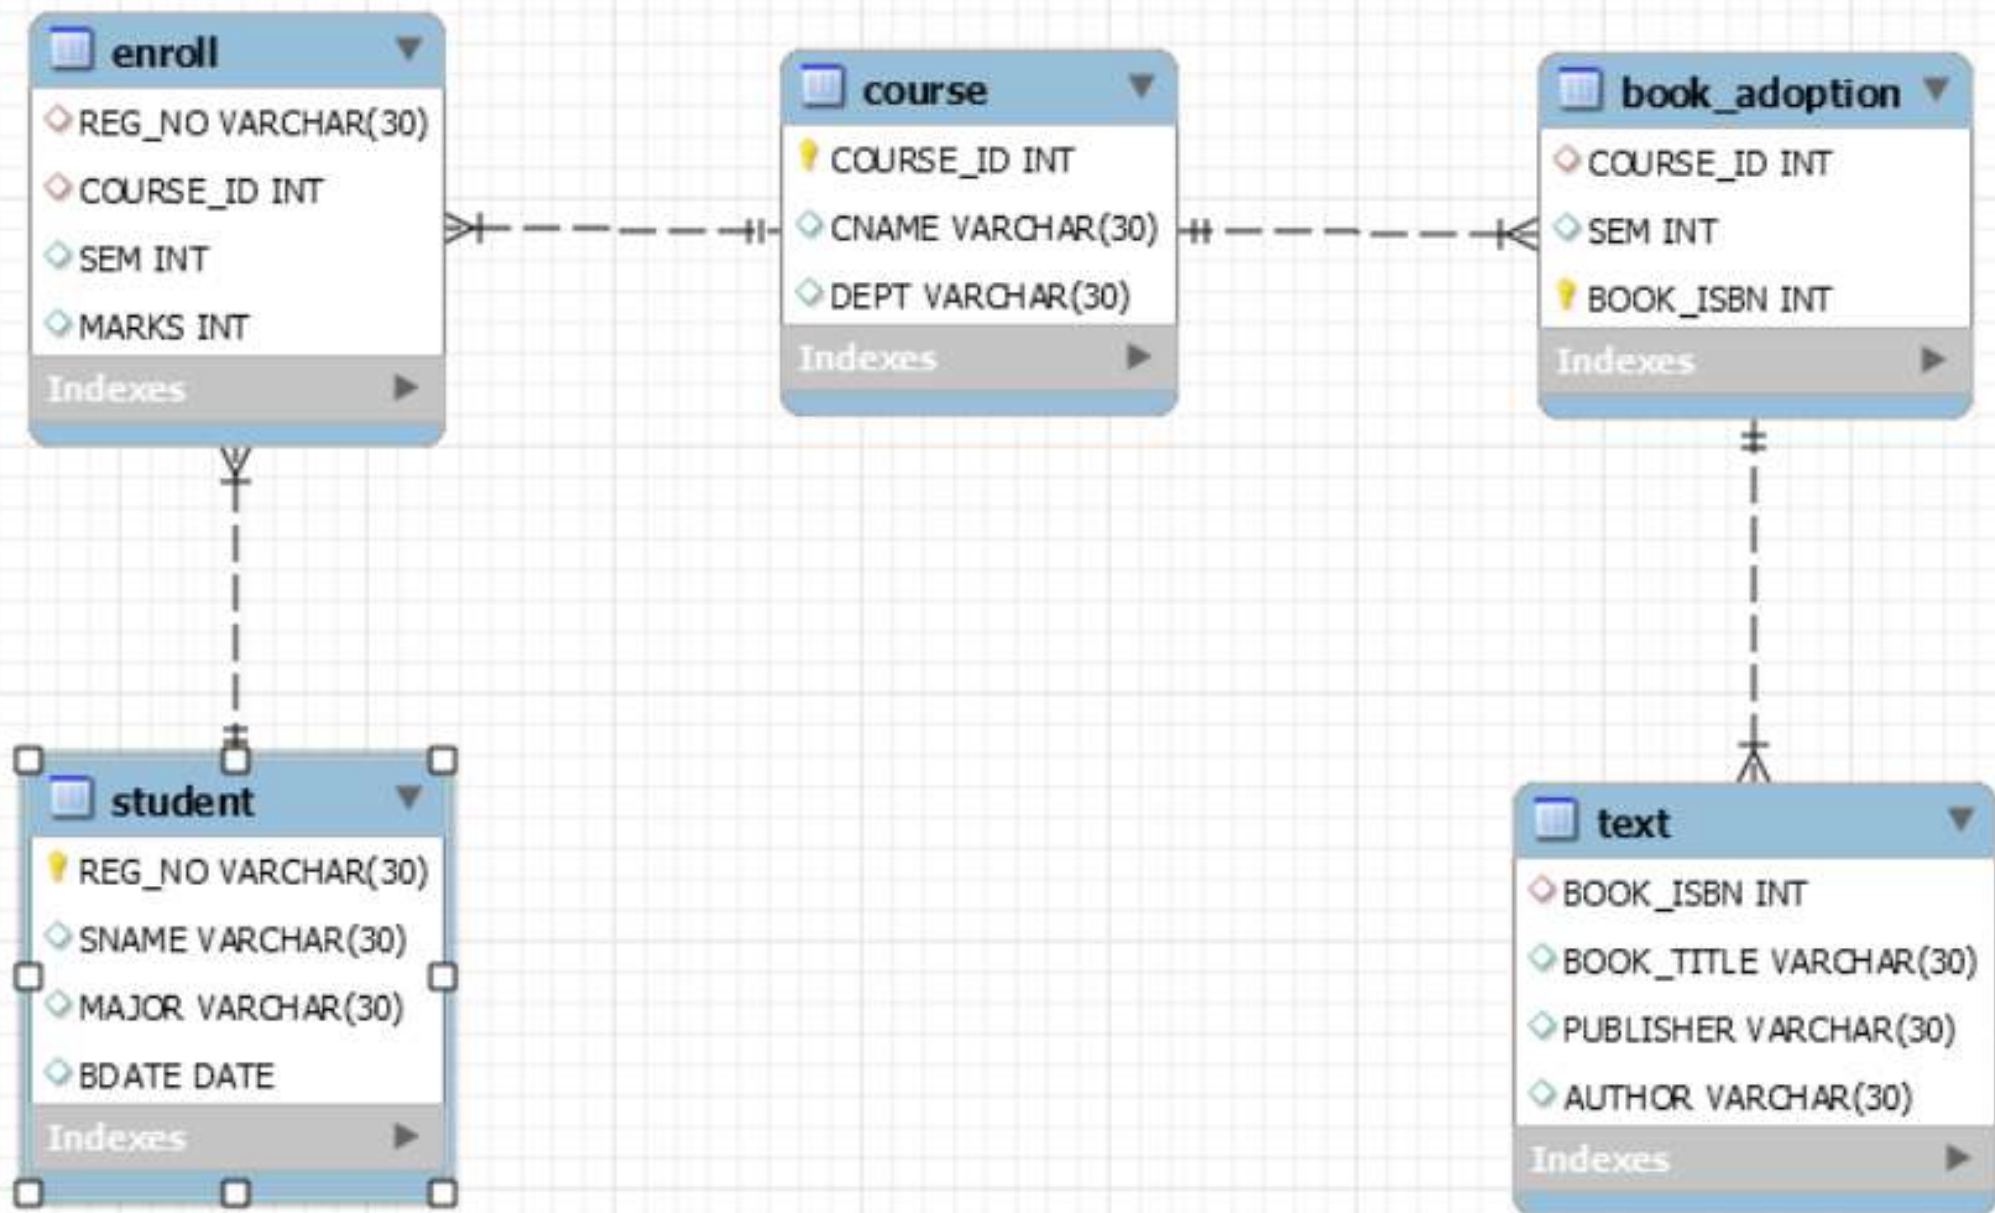 enroll
REG_NO VARCHAR(30)
COURSE_ID INT
SEM INT
MARKS INT
Indexes
course
COURSE_ID INT
CNAME VARCHAR(30)
DEPT VARCHAR(30)
Indexes
book_adoption
COURSE_ID INT
SEM INT
BOOK_ISBN INT
Indexes
student
REG_NO VARCHAR(30)
SNAME VARCHAR(30)
MAJOR VARCHAR(30)
BDATE DATE
Indexes
text
BOOK_ISBN INT
BOOK_TITLE VARCHAR(30)
PUBLISHER VARCHAR(30)
AUTHOR VARCHAR(30)
Indexes